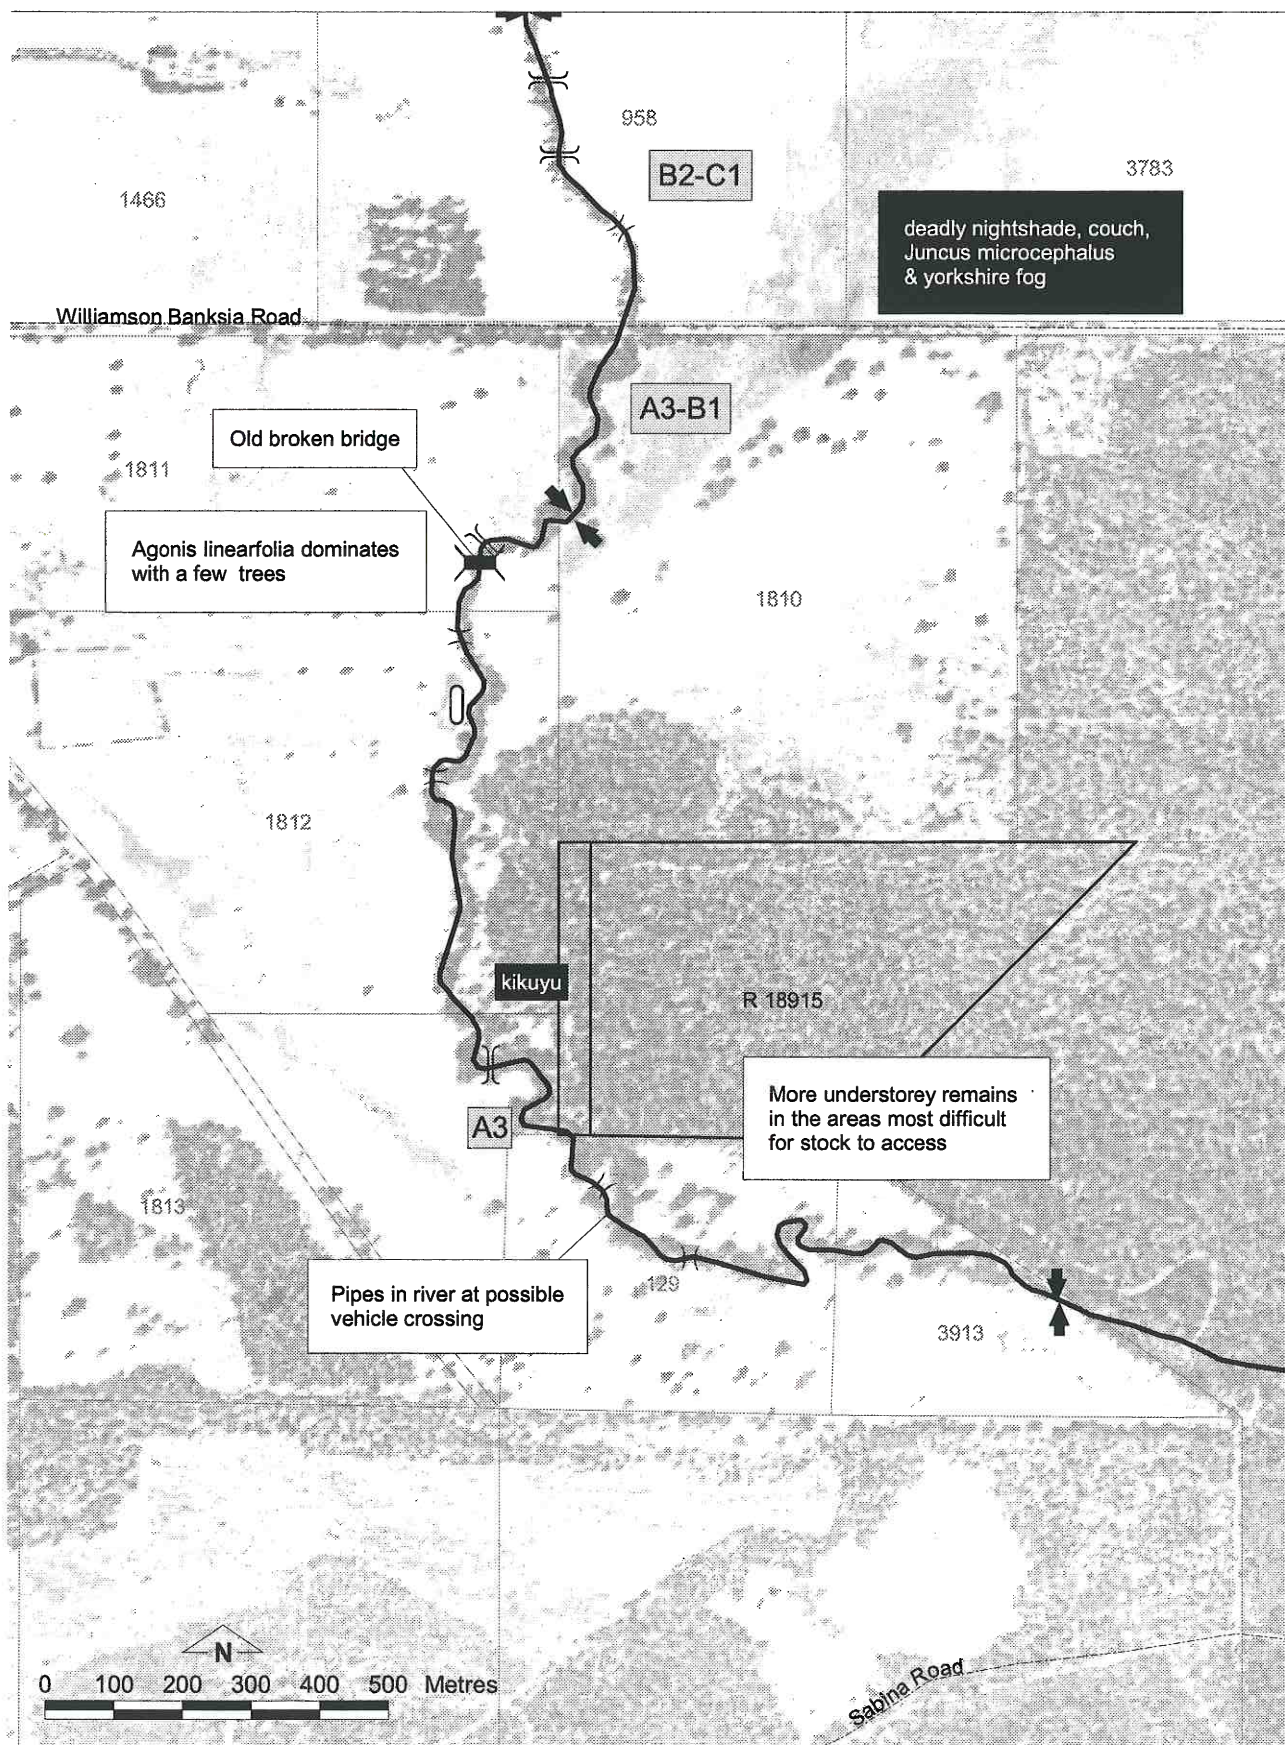 958
B2-C1
3783
1466
deadly nightshade, couch,
Juncus microcephalus
& yorkshire fog
Williamson Banksia Road
A3-B1
Old broken bridge
1811
Agonis linearfolia dominates
with a few trees
1810
1812
kikuyu
R 18915
More understorey remains
in the areas most difficult
for stock to access
A3
1813
129
Pipes in river at possible
vehicle crossing
3913
N
0 100 200 300 400 500 Metres
Sabina Road